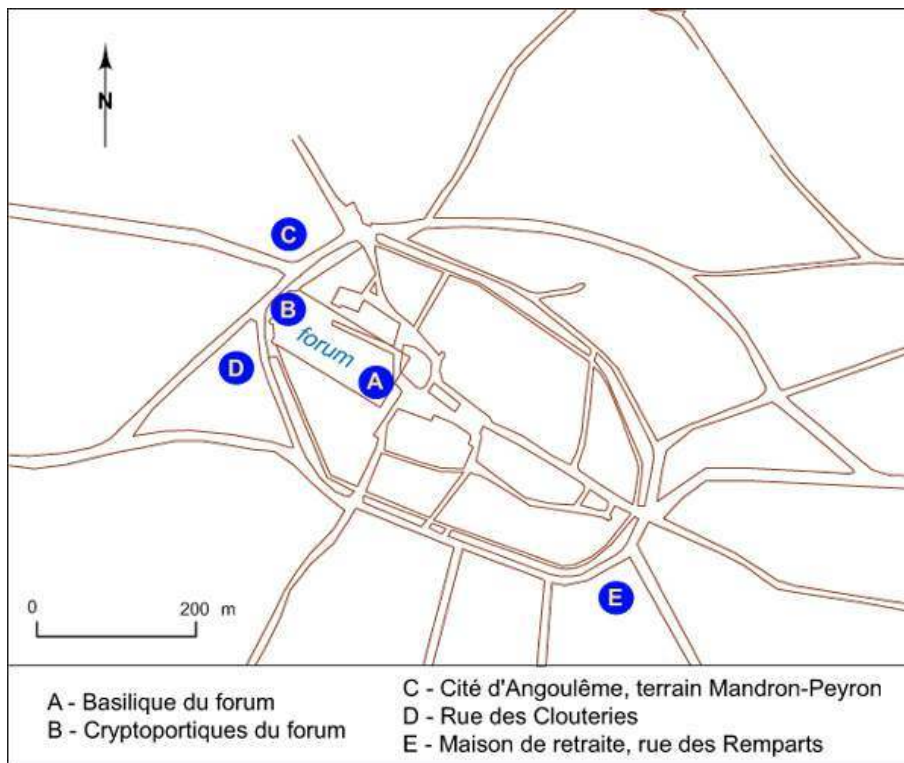 N
C
B
forum
D
A
E
0 200 m
A - Basilique du forum
B - Cryptoportiques du forum
C - Cité d'Angoulême, terrain Mandron-Peyron
D - Rue des Clouteries
E - Maison de retraite, rue des Remparts